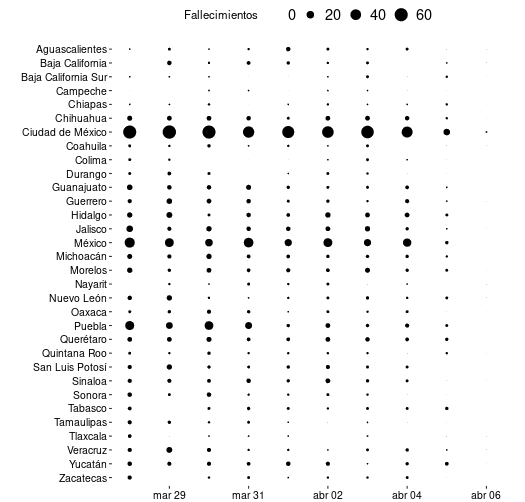 Fallecimientos 0 20 40 60
Aguascalientes
Baja California
Baja California Sur
Campeche
Chiapas
Chihuahua
Ciudad de México
Coahuila
Colima
Durango
Guanajuato
Guerrero
Hidalgo
Jalisco
México
Michoacán
Morelos
Nayarit
Nuevo León
Oaxaca
Puebla
Querétaro
Quintana Roo
San Luis Potosí
Sinaloa
Sonora
Tabasco
Tamaulipas
Tlaxcala
Veracruz
Yucatán
Zacatecas
mar 29 mar 31 abr 02 abr 04 abr 06